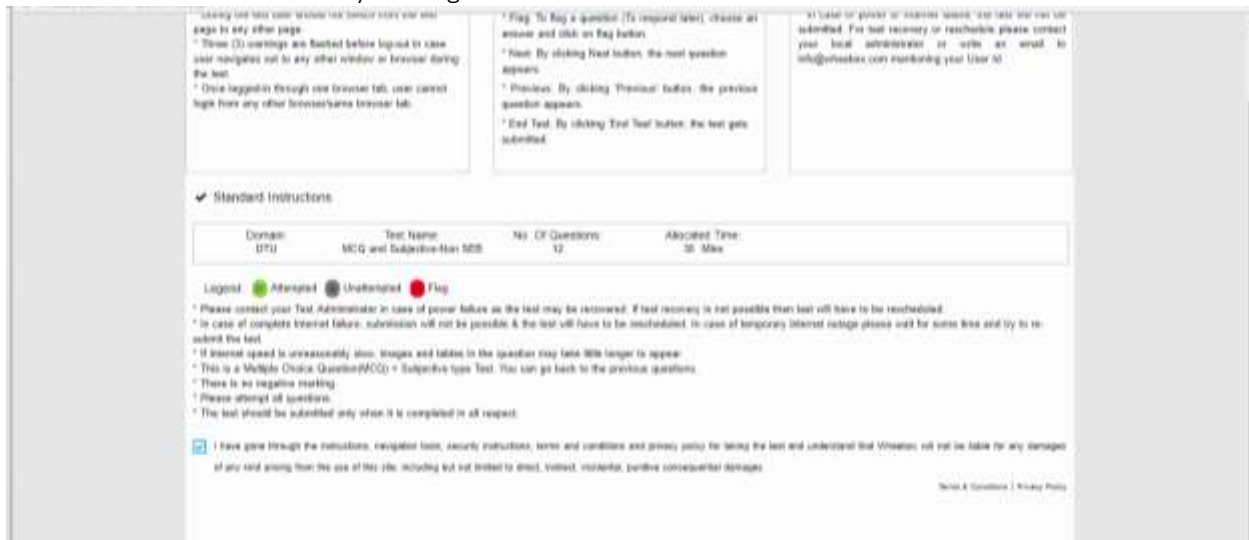 page to any other page.
* Three (3) warnings are flashed before logout in case
user navigates out to any other window or browser during
the test.
* Once logged-in through one browser tab, user cannot
login from any other browser/same browser tab.
* Flag: To flag a question (To respond later), choose an
answer and click on flag button.
* Next: By clicking Next button, the next question
appears.
* Previous: By clicking 'Previous' button, the previous
question appears.
* End Test: By clicking 'End Test' button, the test gets
submitted.
submitted. For test recovery or reschedule please contact
your local administrator or write an email to
info@wheebox.com mentioning your User Id.
✔ Standard Instructions
Domain: Test Name: No. Of Questions: Allocated Time:
DTU MCQ and Subjective-Non SEB 12 Mins
Legend: Attempted Unattempted Flag
* Please contact your Test Administrator in case of power failure as the test may be recovered. If test recovery is not possible then test will have to be rescheduled.
* In case of complete Internet failure, submission will not be possible & the test will have to be rescheduled. In case of temporary Internet outage please wait for some time and try to re-
submit the test.
* If Internet speed is unreasonably slow, images and tables in the question may take little longer to appear.
* This is a Multiple Choice Question(MCQ) + Subjective type Test. You can go back to the previous questions.
* There is no negative marking.
* Please attempt all questions.
* The test should be submitted only when it is completed in all respect.
I have gone through the instructions, navigation tools, security instructions, terms and conditions and privacy policy for taking the test and understand that Wheebox will not be liable for any damages
of any kind arising from the use of this site, including but not limited to direct, indirect, incidental, punitive consequential damages.
Terms & Conditions | Privacy Policy